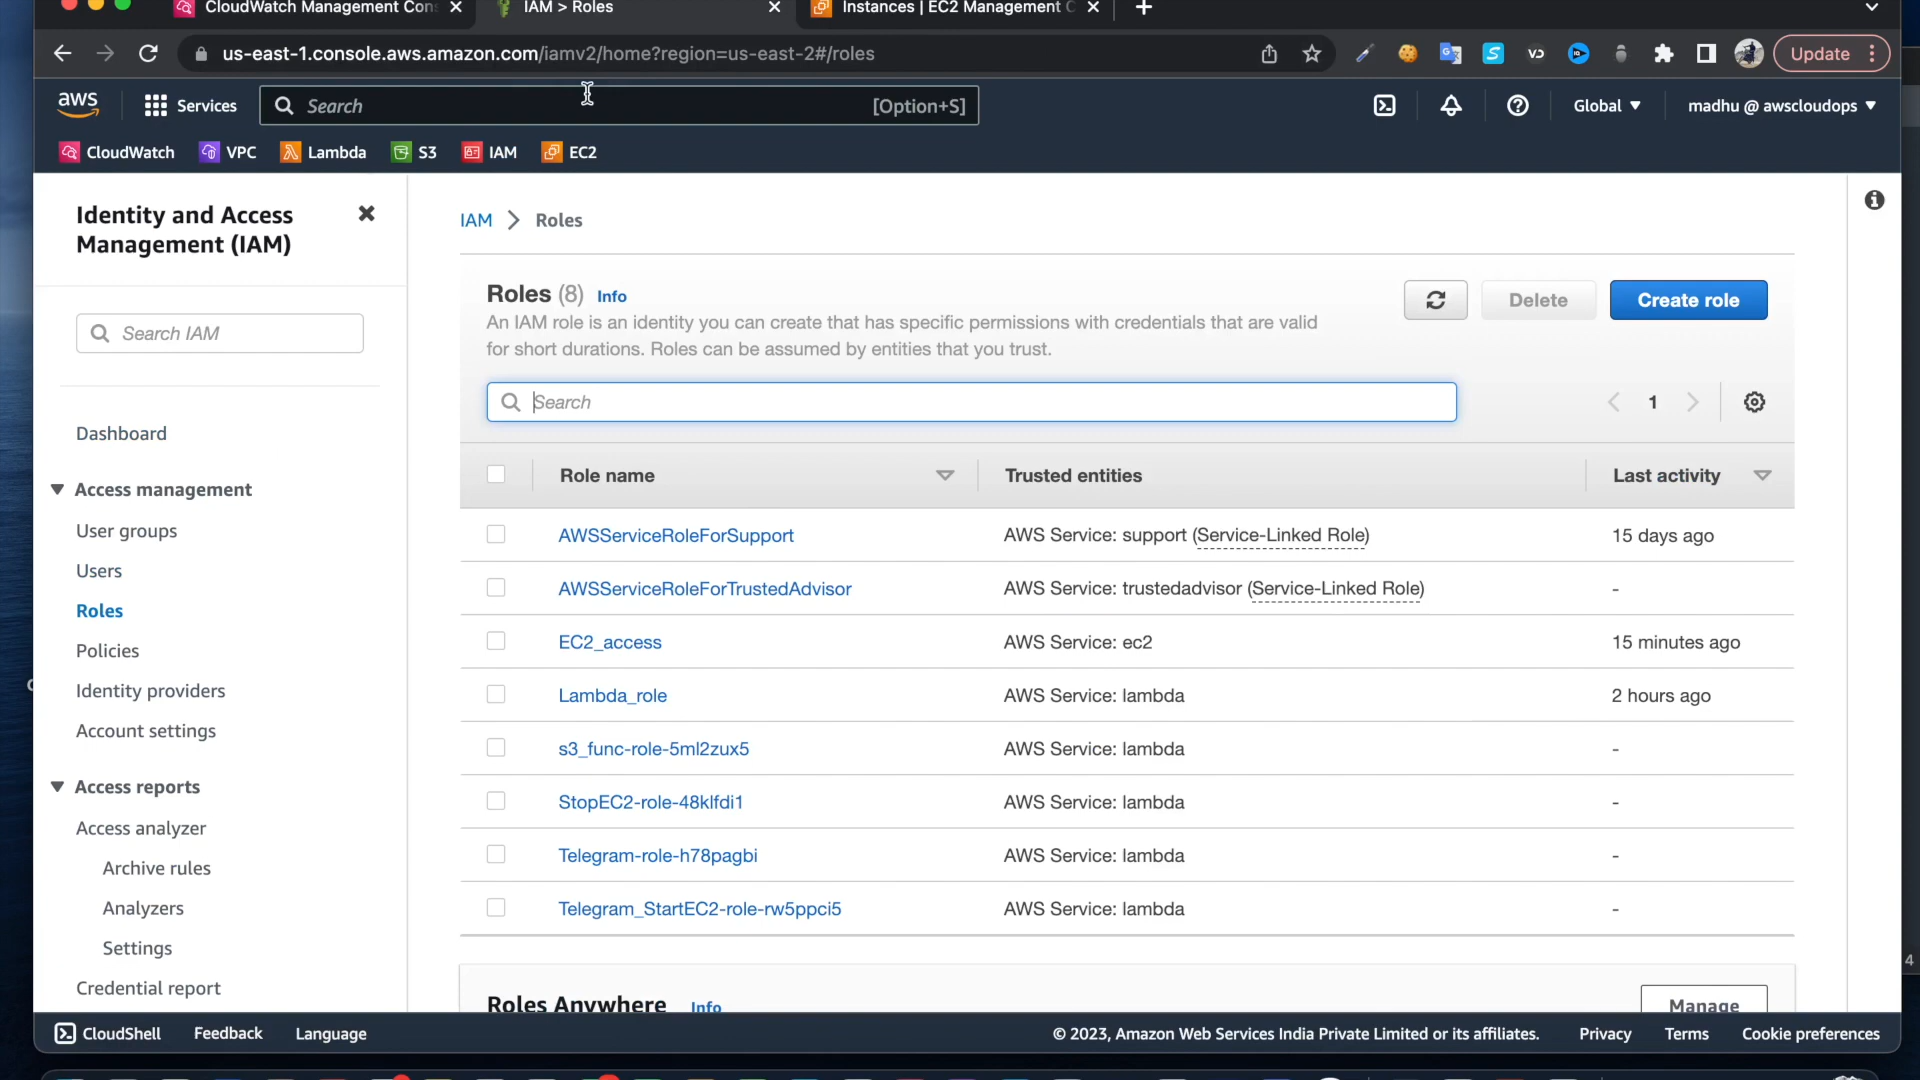 CloudWatch Management Con
IAM > Roles
Instances | EC2 Management C
us-east-1.console.aws.amazon.com/iamv2/home?region=us-east-2#/roles
Update
aws
Services
Search
[Option+S]
Global
madhu @ awscloudops
CloudWatch
VPC
Lambda
S3
IAM
EC2
Identity and Access
Management (IAM)
Search IAM
Dashboard
Access management
User groups
Users
Roles
Policies
Identity providers
Account settings
Access reports
Access analyzer
Archive rules
Analyzers
Settings
Credential report
IAM > Roles
Roles (8) Info
An IAM role is an identity you can create that has specific permissions with credentials that are valid
for short durations. Roles can be assumed by entities that you trust.
Delete
Create role
Search
1
Role name Trusted entities Last activity
AWSServiceRoleForSupport AWS Service: support (Service-Linked Role) 15 days ago
AWSServiceRoleForTrustedAdvisor AWS Service: trustedadvisor (Service-Linked Role) -
EC2_access AWS Service: ec2 15 minutes ago
Lambda_role AWS Service: lambda 2 hours ago
s3_func-role-5ml2zux5 AWS Service: lambda -
StopEC2-role-48klfdi1 AWS Service: lambda -
Telegram-role-h78pagbi AWS Service: lambda -
Telegram_StartEC2-role-rw5ppci5 AWS Service: lambda -
Roles Anywhere Info
Manage
4
CloudShell
Feedback
Language
© 2023, Amazon Web Services India Private Limited or its affiliates.
Privacy
Terms
Cookie preferences